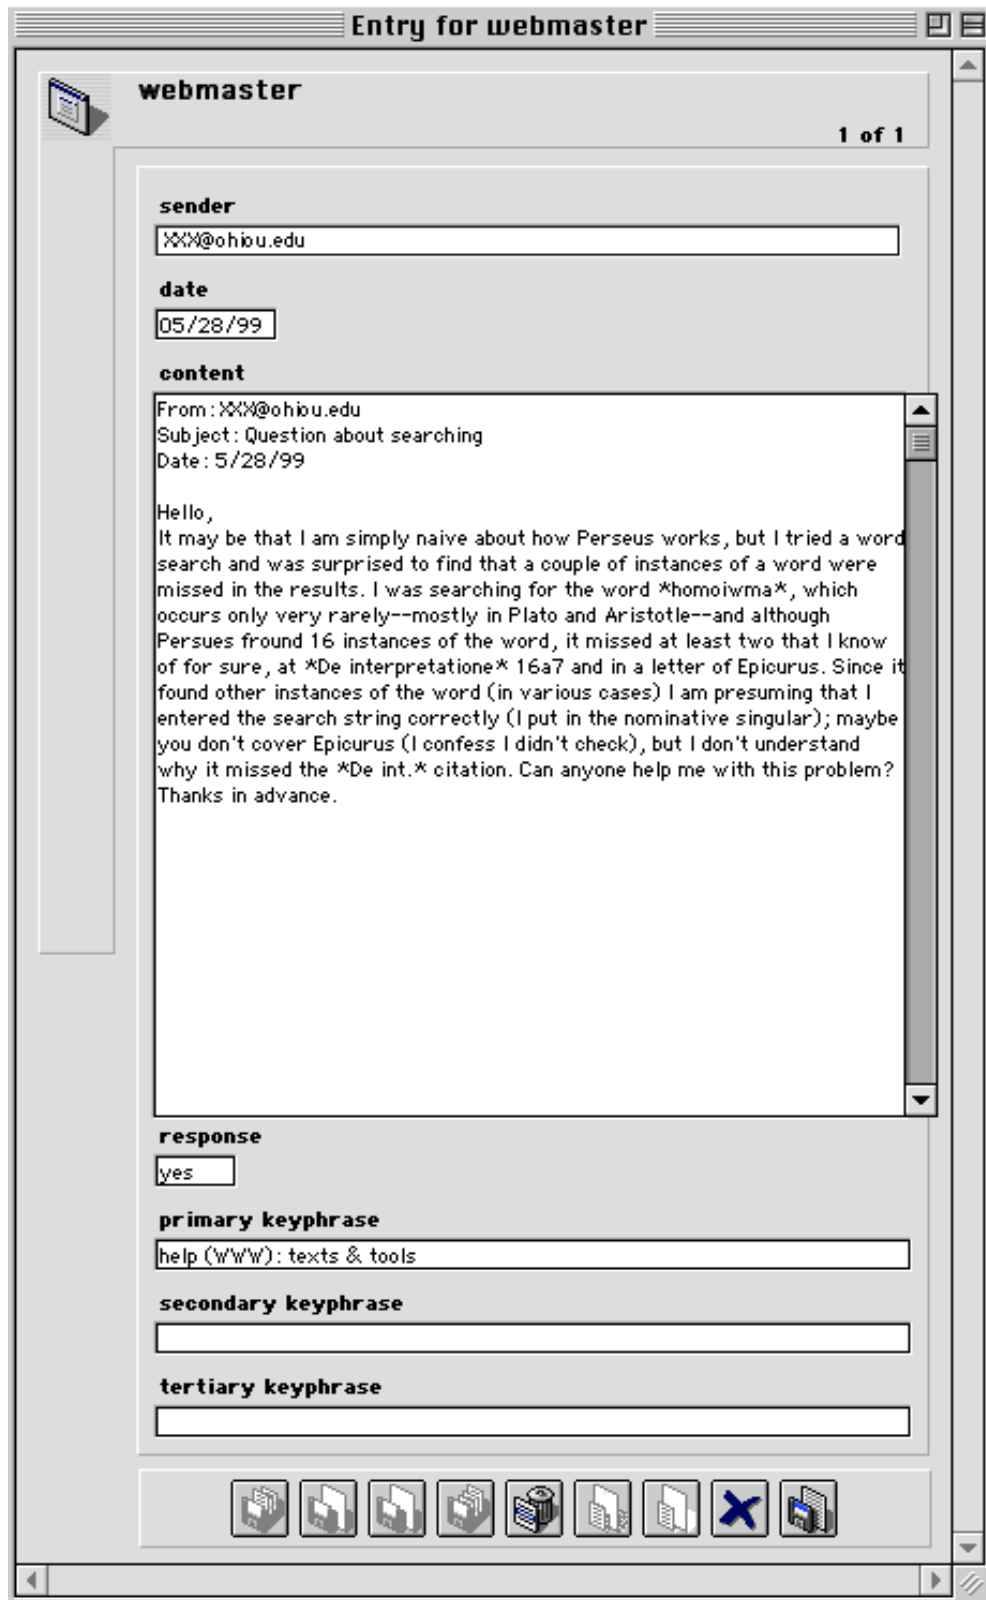 Entry for webmaster
webmaster
1 of 1
sender
XXX@ohiou.edu
date
05/28/99
content
From: XXX@ohiou.edu
Subject: Question about searching
Date: 5/28/99
Hello,
It may be that I am simply naive about how Perseus works, but I tried a word
search and was surprised to find that a couple of instances of a word were
missed in the results. I was searching for the word *homoiwma*, which
occurs only very rarely--mostly in Plato and Aristotle--and although
Persues fround 16 instances of the word, it missed at least two that I know
of for sure, at *De interpretatione* 16a7 and in a letter of Epicurus. Since it
found other instances of the word (in various cases) I am presuming that I
entered the search string correctly (I put in the nominative singular); maybe
you don't cover Epicurus (I confess I didn't check), but I don't understand
why it missed the *De int.* citation. Can anyone help me with this problem?
Thanks in advance.
response
yes
primary keyphrase
help (WWW): texts & tools
secondary keyphrase
tertiary keyphrase